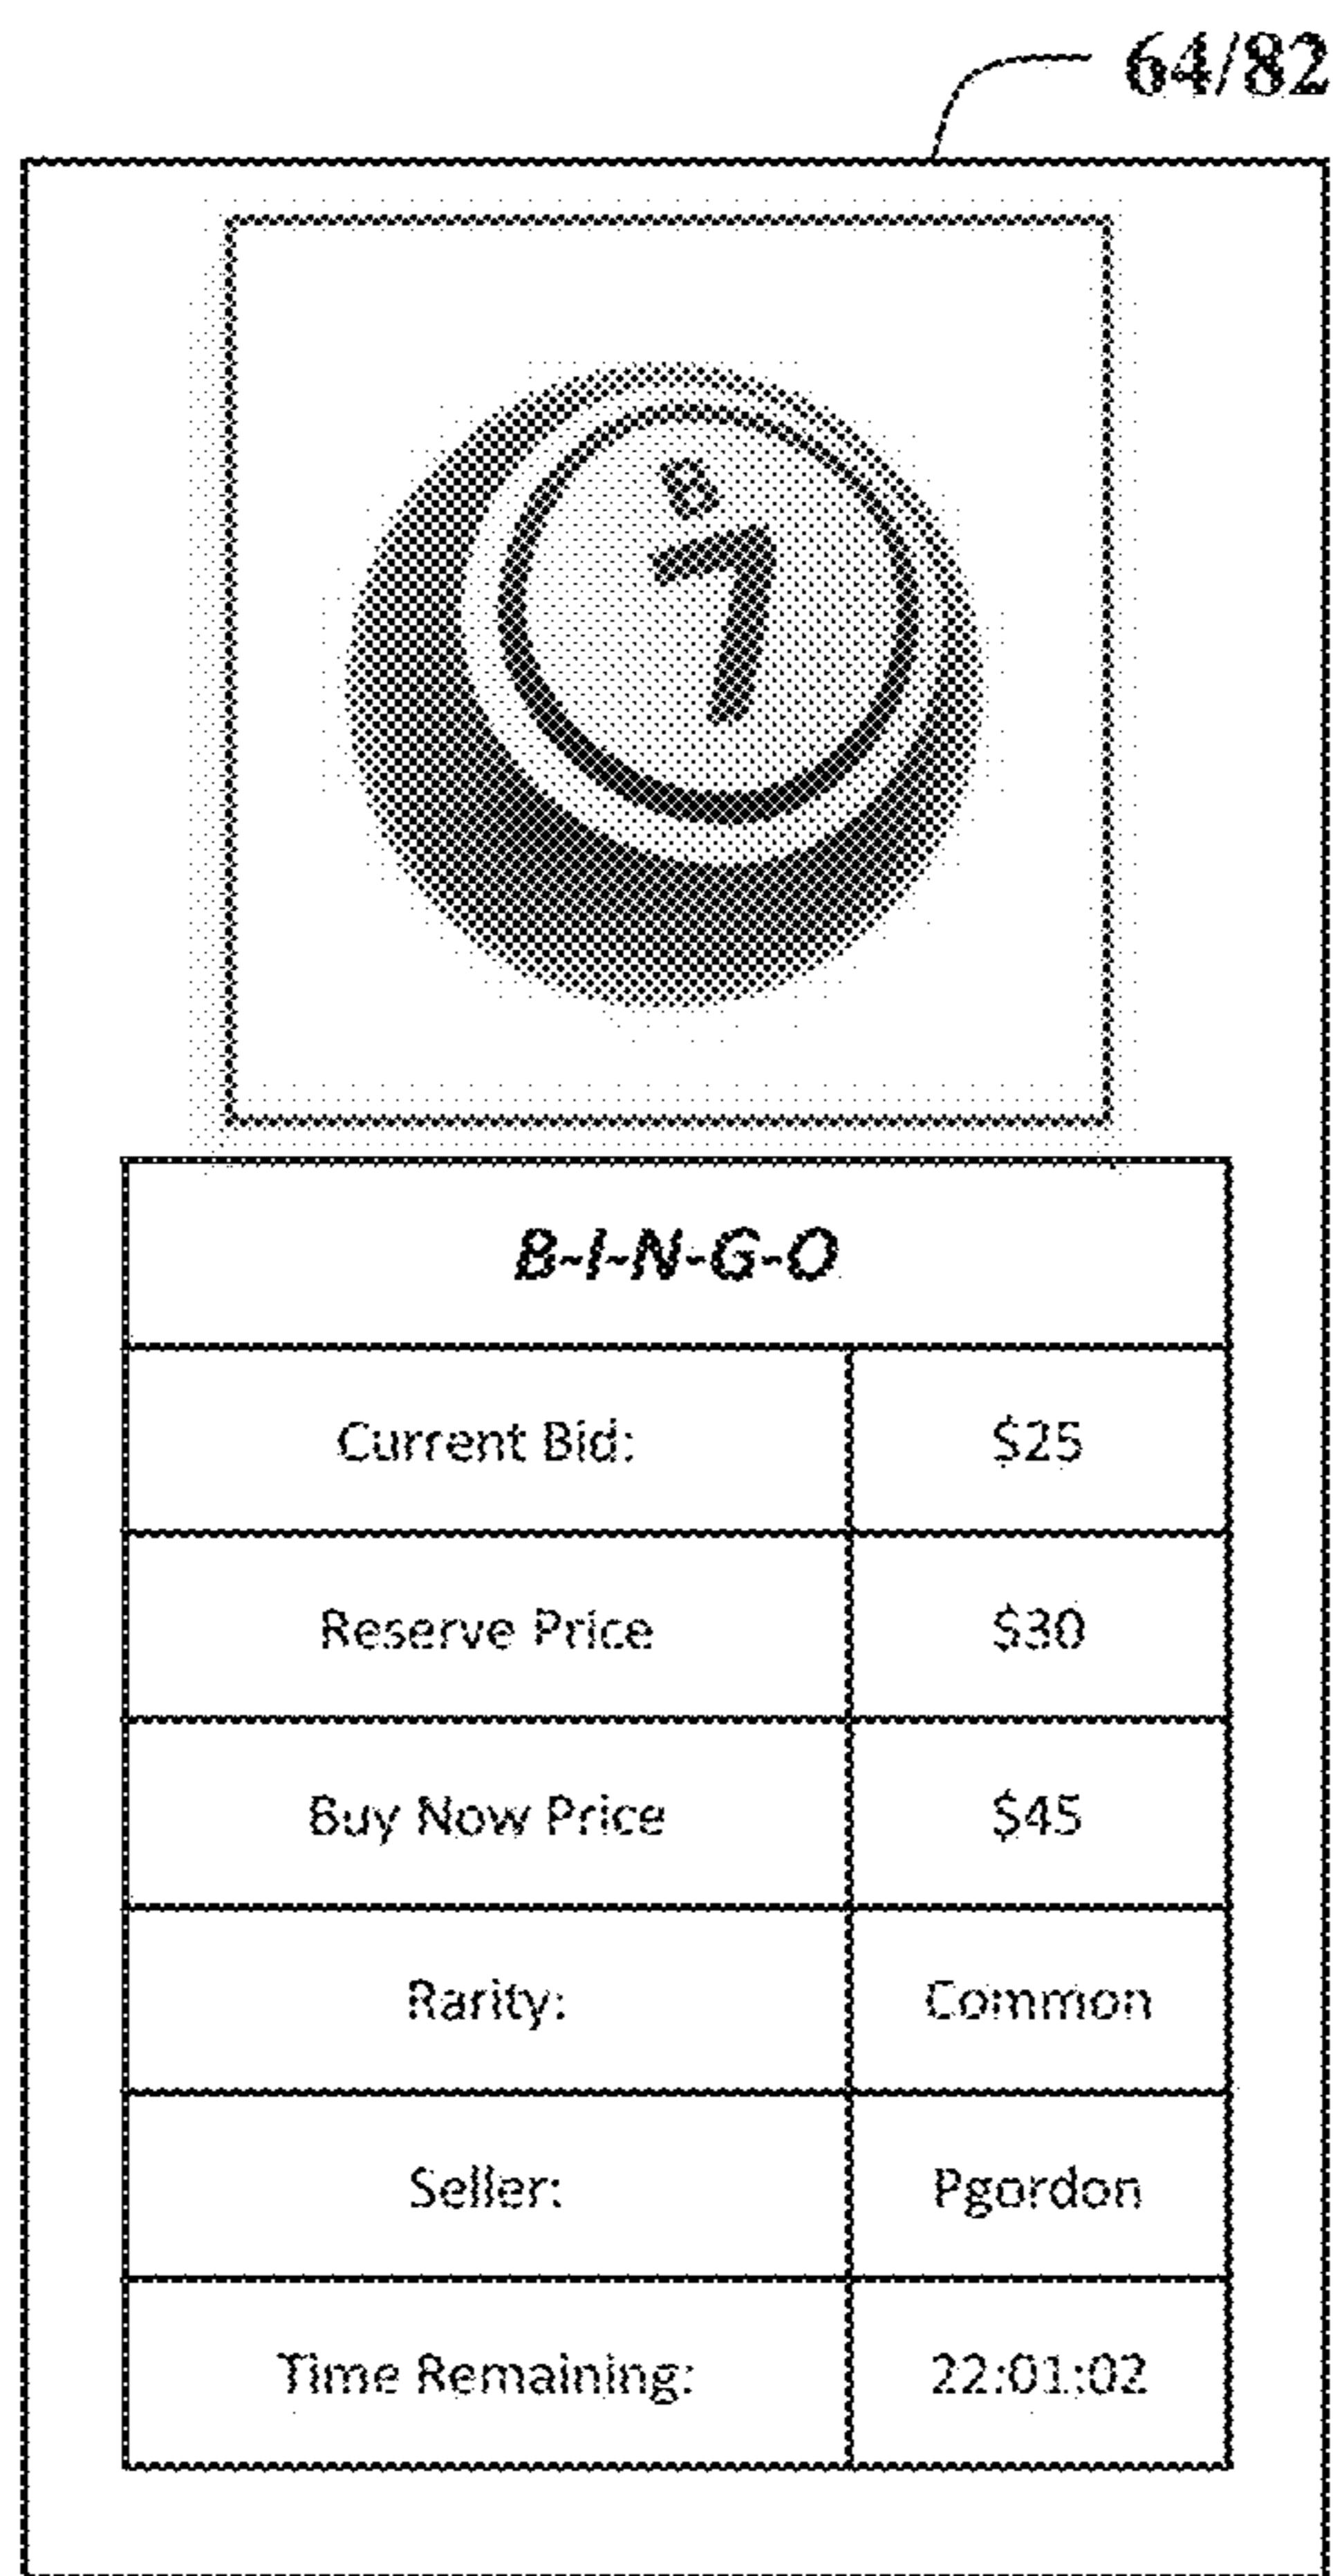 64/82
B
7
B-I-N-G-O
Current Bid: $25
Reserve Price $30
Buy Now Price $45
Rarity: Common
Seller: Pgordon
Time Remaining: 22:01:02